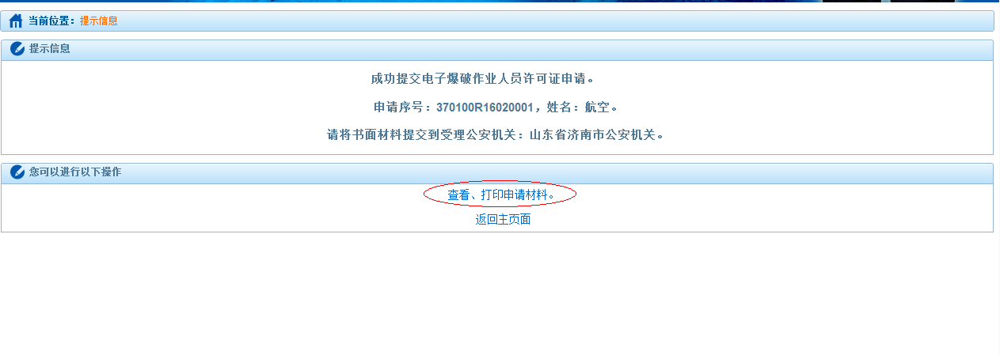 当前位置：提示信息
提示信息
成功提交电子爆破作业人员许可证申请。
申请序号：370100R16020001，姓名：航空。
请将书面材料提交到受理公安机关：山东省济南市公安机关。
您可以进行以下操作
查看、打印申请材料。
返回主页面